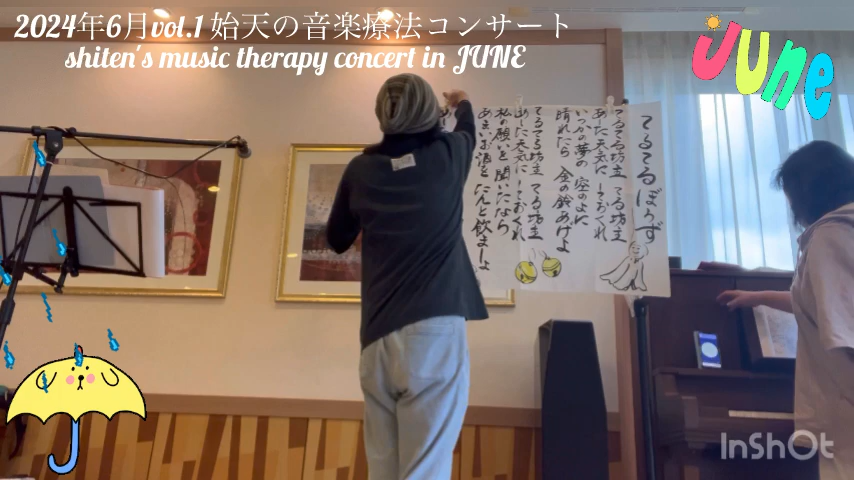 2024年6月vol.1 始天の音楽療法コンサート
shiten's music therapy concert in JUNE
June
てるてるぼうず
てるてる坊主 てる坊主
あした天気に しておくれ
いつかの夢の 空のよに
晴れたら 金の鈴あげよ
てるてる坊主 てる坊主
あした天気に しておくれ
私の願いを 聞いたなら
あまいお酒を たんと飲ましょ
InShOt